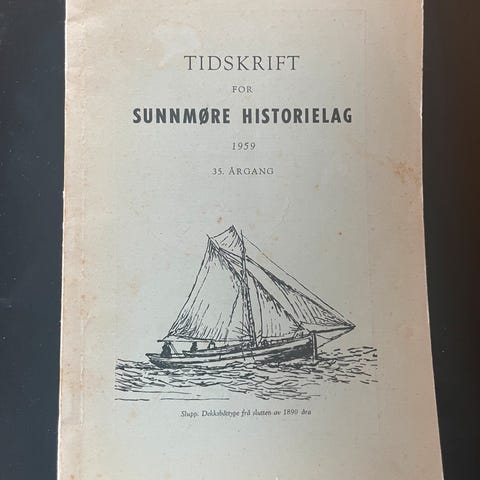 TIDSKRIFT
FOR
SUNNMØRE HISTORIELAG
1959
35. ÅRGANG
Slupp. Dekksbåttype frå slutten av 1890 åra